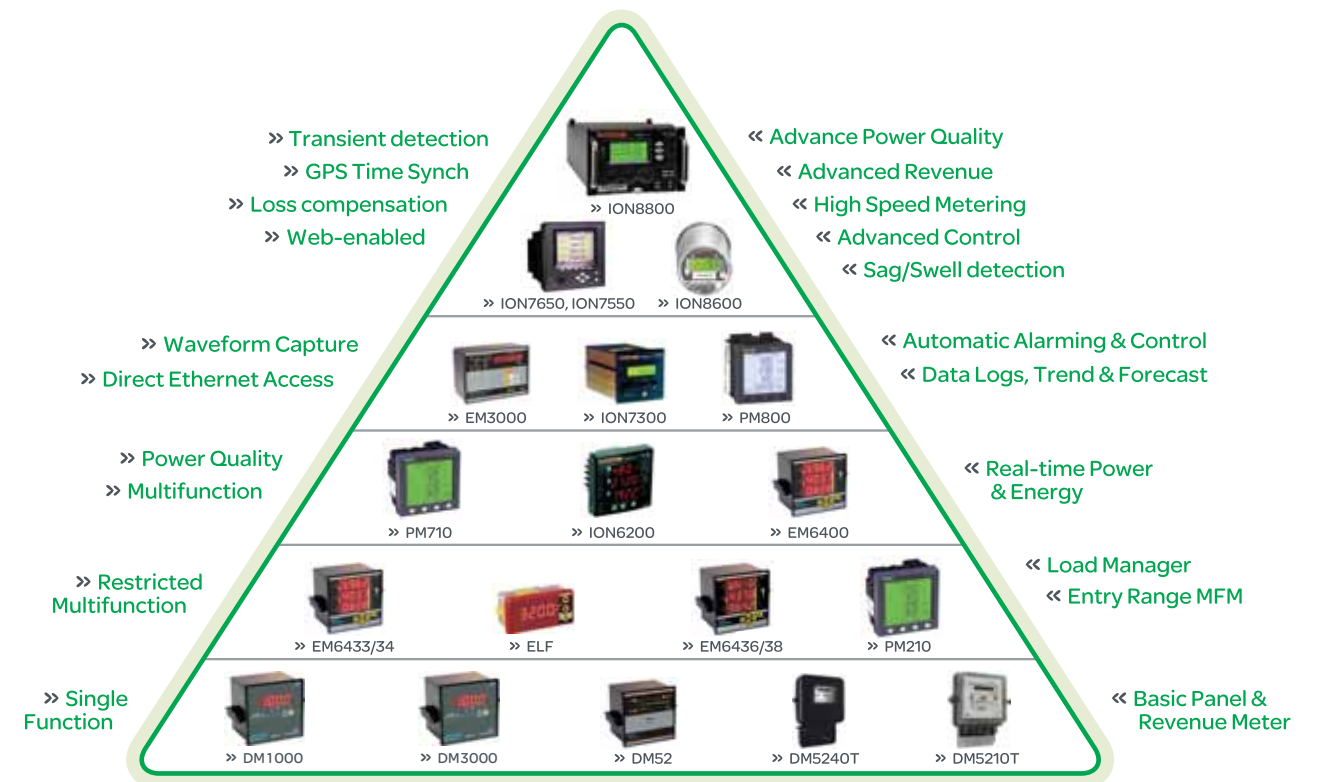 » Transient detection
» GPS Time Synch
» Loss compensation
» Web-enabled
« Advance Power Quality
« Advanced Revenue
« High Speed Metering
« Advanced Control
« Sag/Swell detection
» ION8800
» ION7650, ION7550 » ION8600
» Waveform Capture
» Direct Ethernet Access
« Automatic Alarming & Control
« Data Logs, Trend & Forecast
» EM3000 » ION7300 » PM800
» Power Quality
» Multifunction
« Real-time Power
& Energy
» PM710 » ION6200 » EM6400
» Restricted
Multifunction
« Load Manager
« Entry Range MFM
3200
» EM6433/34 » ELF » EM6436/38 » PM210
» Single
Function
« Basic Panel &
Revenue Meter
» DM1000 » DM3000 » DM52 » DM5240T » DM5210T